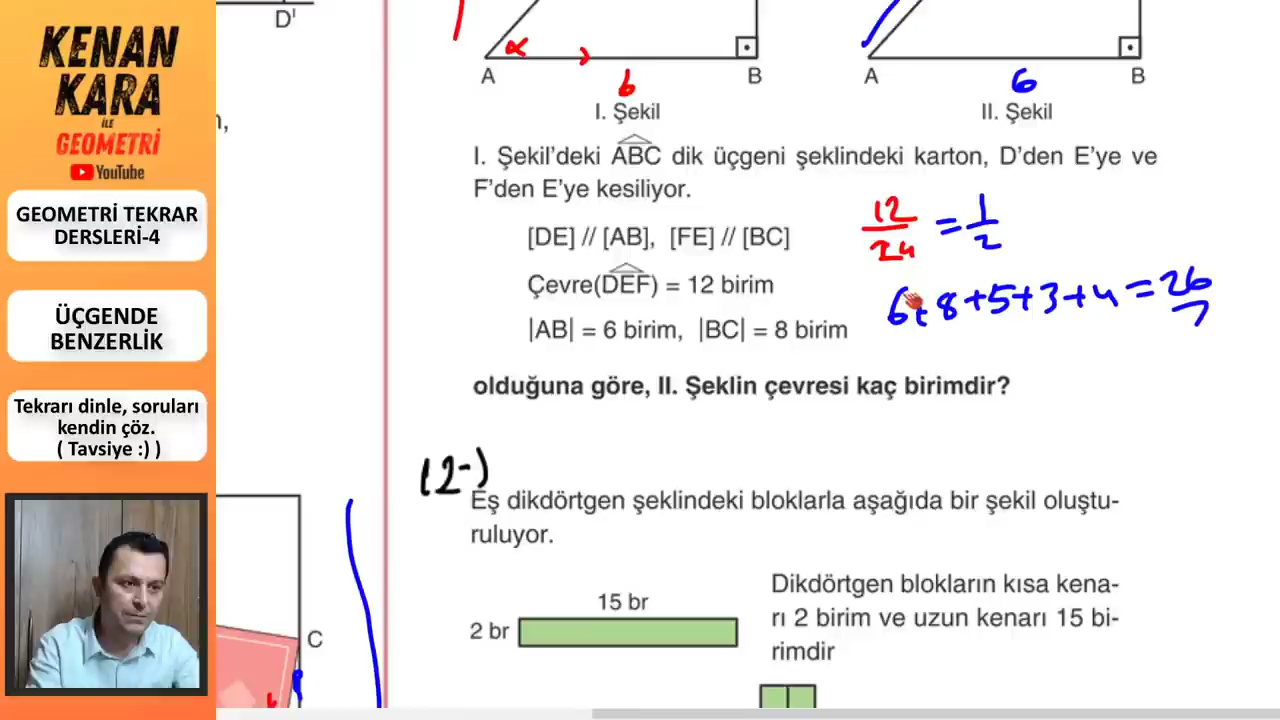 KENAN
KARA
İLE
GEOMETRİ
YouTube
GEOMETRİ TEKRAR
DERSLERİ-4
ÜÇGENDE
BENZERLİK
Tekrarı dinle, soruları
kendin çöz.
( Tavsiye :) )
D'
α
A
B
6
I. Şekil
A
B
6
II. Şekil
I. Şekil'deki ABC dik üçgeni şeklindeki karton, D'den E'ye ve
F'den E'ye kesiliyor.
[DE] // [AB], [FE] // [BC]
Çevre(DEF) = 12 birim
|AB| = 6 birim, |BC| = 8 birim
12/24 = 1/2
6+8+5+3+4=26
olduğuna göre, II. Şeklin çevresi kaç birimdir?
(2-)
Eş dikdörtgen şeklindeki bloklarla aşağıda bir şekil oluştu-
ruluyor.
15 br
2 br
Dikdörtgen blokların kısa kena-
rı 2 birim ve uzun kenarı 15 bi-
rimdir
C